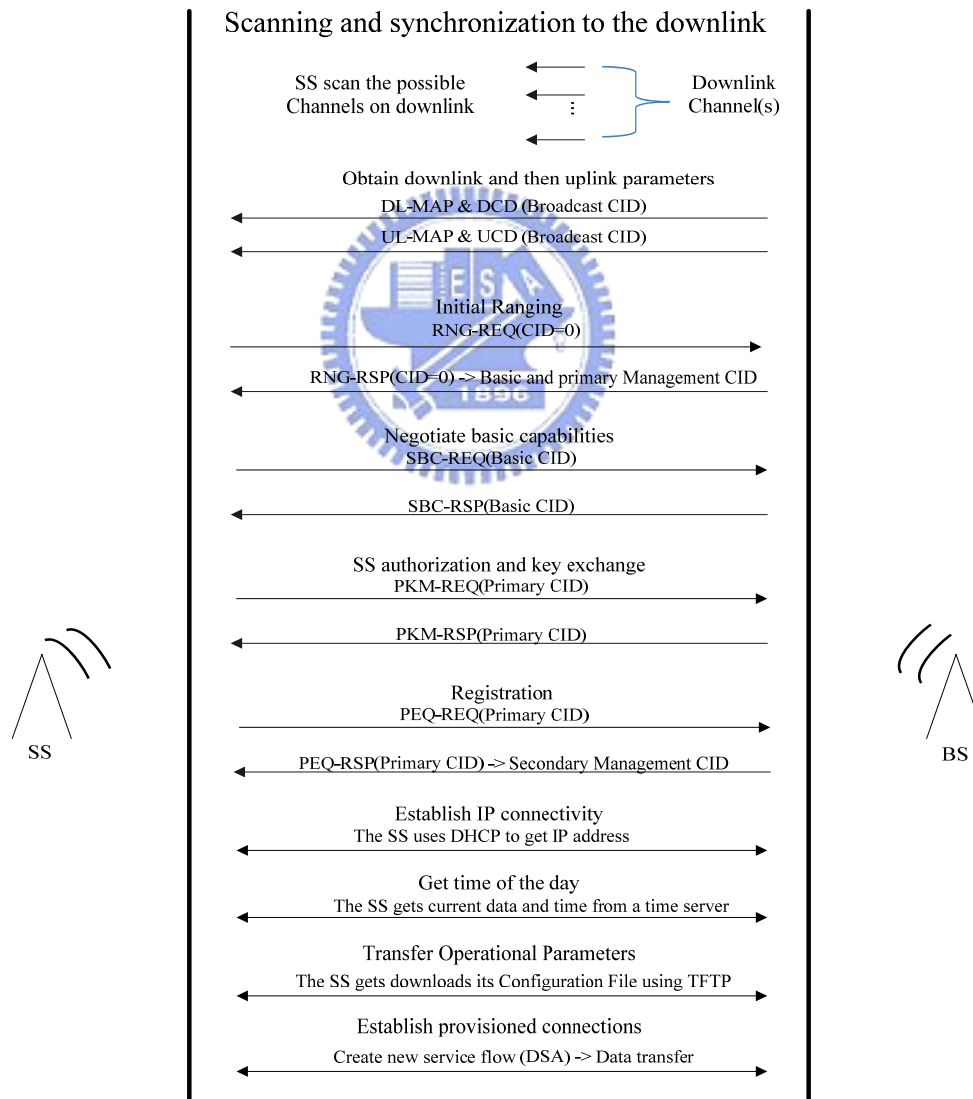 Scanning and synchronization to the downlink
SS scan the possible
Channels on downlink
Downlink
Channel(s)
...
Obtain downlink and then uplink parameters
DL-MAP & DCD (Broadcast CID)
UL-MAP & UCD (Broadcast CID)
ESA
Initial Ranging
RNG-REQ(CID=0)
RNG-RSP(CID=0) -> Basic and primary Management CID
1896
Negotiate basic capabilities
SBC-REQ(Basic CID)
SBC-RSP(Basic CID)
SS authorization and key exchange
PKM-REQ(Primary CID)
PKM-RSP(Primary CID)
Registration
PEQ-REQ(Primary CID)
SS
BS
PEQ-RSP(Primary CID) -> Secondary Management CID
Establish IP connectivity
The SS uses DHCP to get IP address
Get time of the day
The SS gets current data and time from a time server
Transfer Operational Parameters
The SS gets downloads its Configuration File using TFTP
Establish provisioned connections
Create new service flow (DSA) -> Data transfer